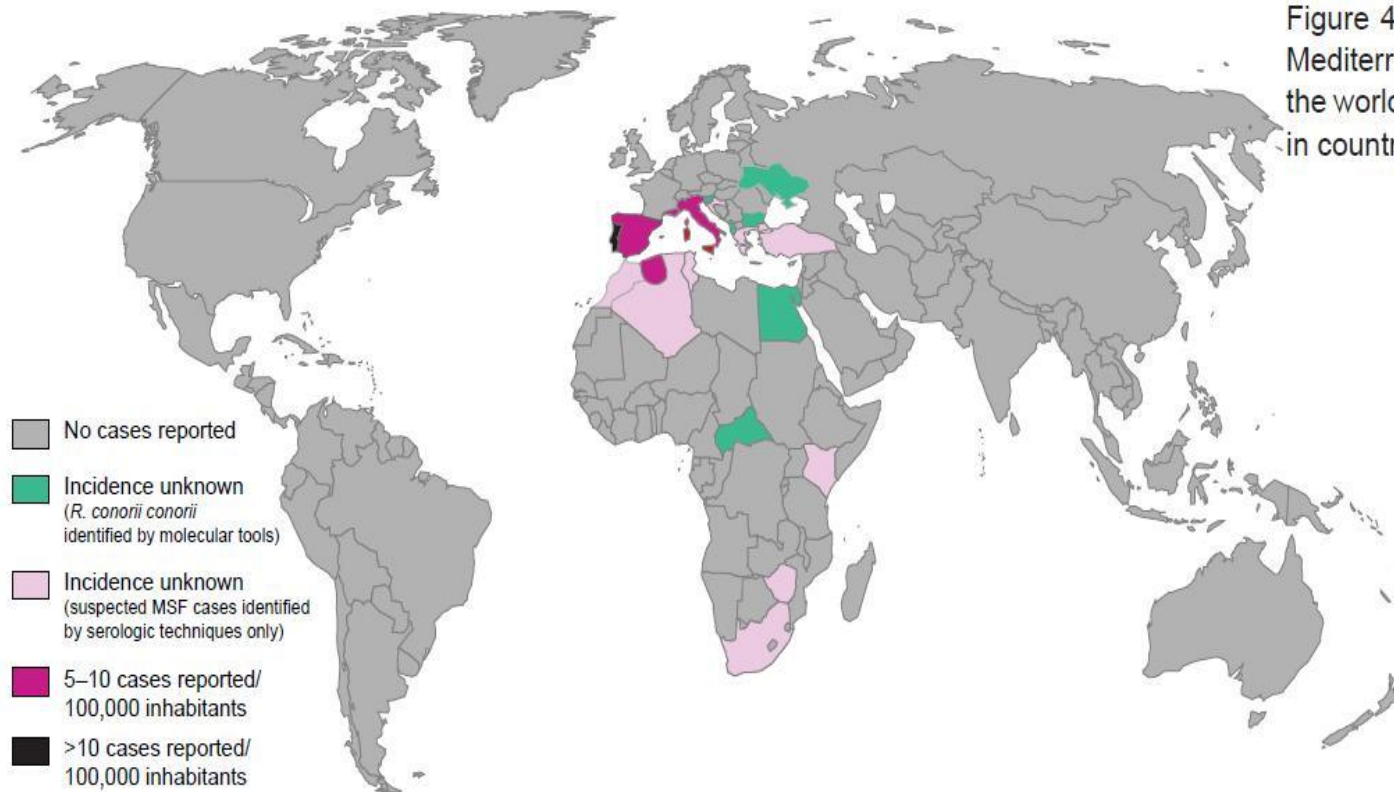 Figure 4
Mediterr
the world
in countr
No cases reported
Incidence unknown
(R. conorii conorii
identified by molecular tools)
Incidence unknown
(suspected MSF cases identified
by serologic techniques only)
5–10 cases reported/
100,000 inhabitants
>10 cases reported/
100,000 inhabitants